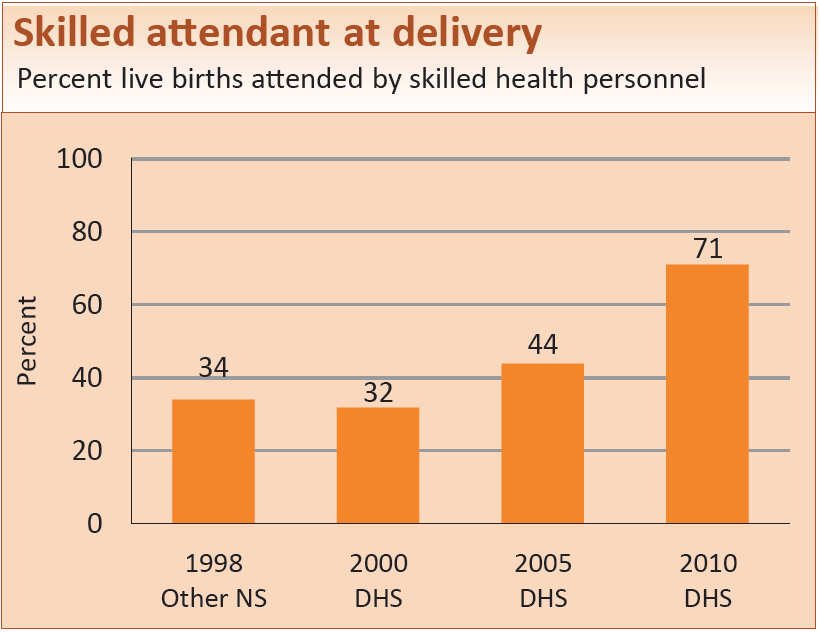 Skilled attendant at delivery
Percent live births attended by skilled health personnel
100
80
60
40
20
0
Percent
34
32
44
71
1998
Other NS
2000
DHS
2005
DHS
2010
DHS